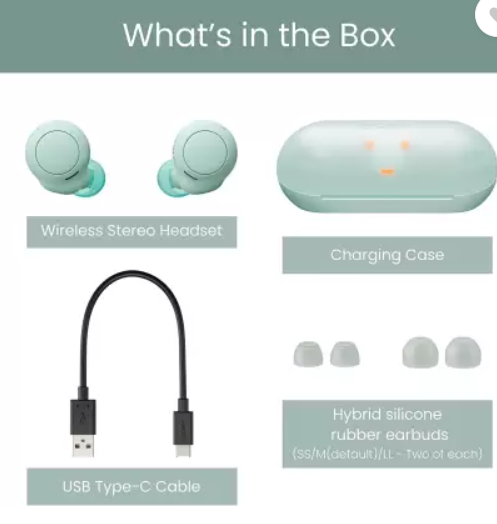 What's in the Box
Wireless Stereo Headset
Charging Case
USB Type-C Cable
Hybrid silicone
rubber earbuds
(SS/M(default)/LL - Two of each)